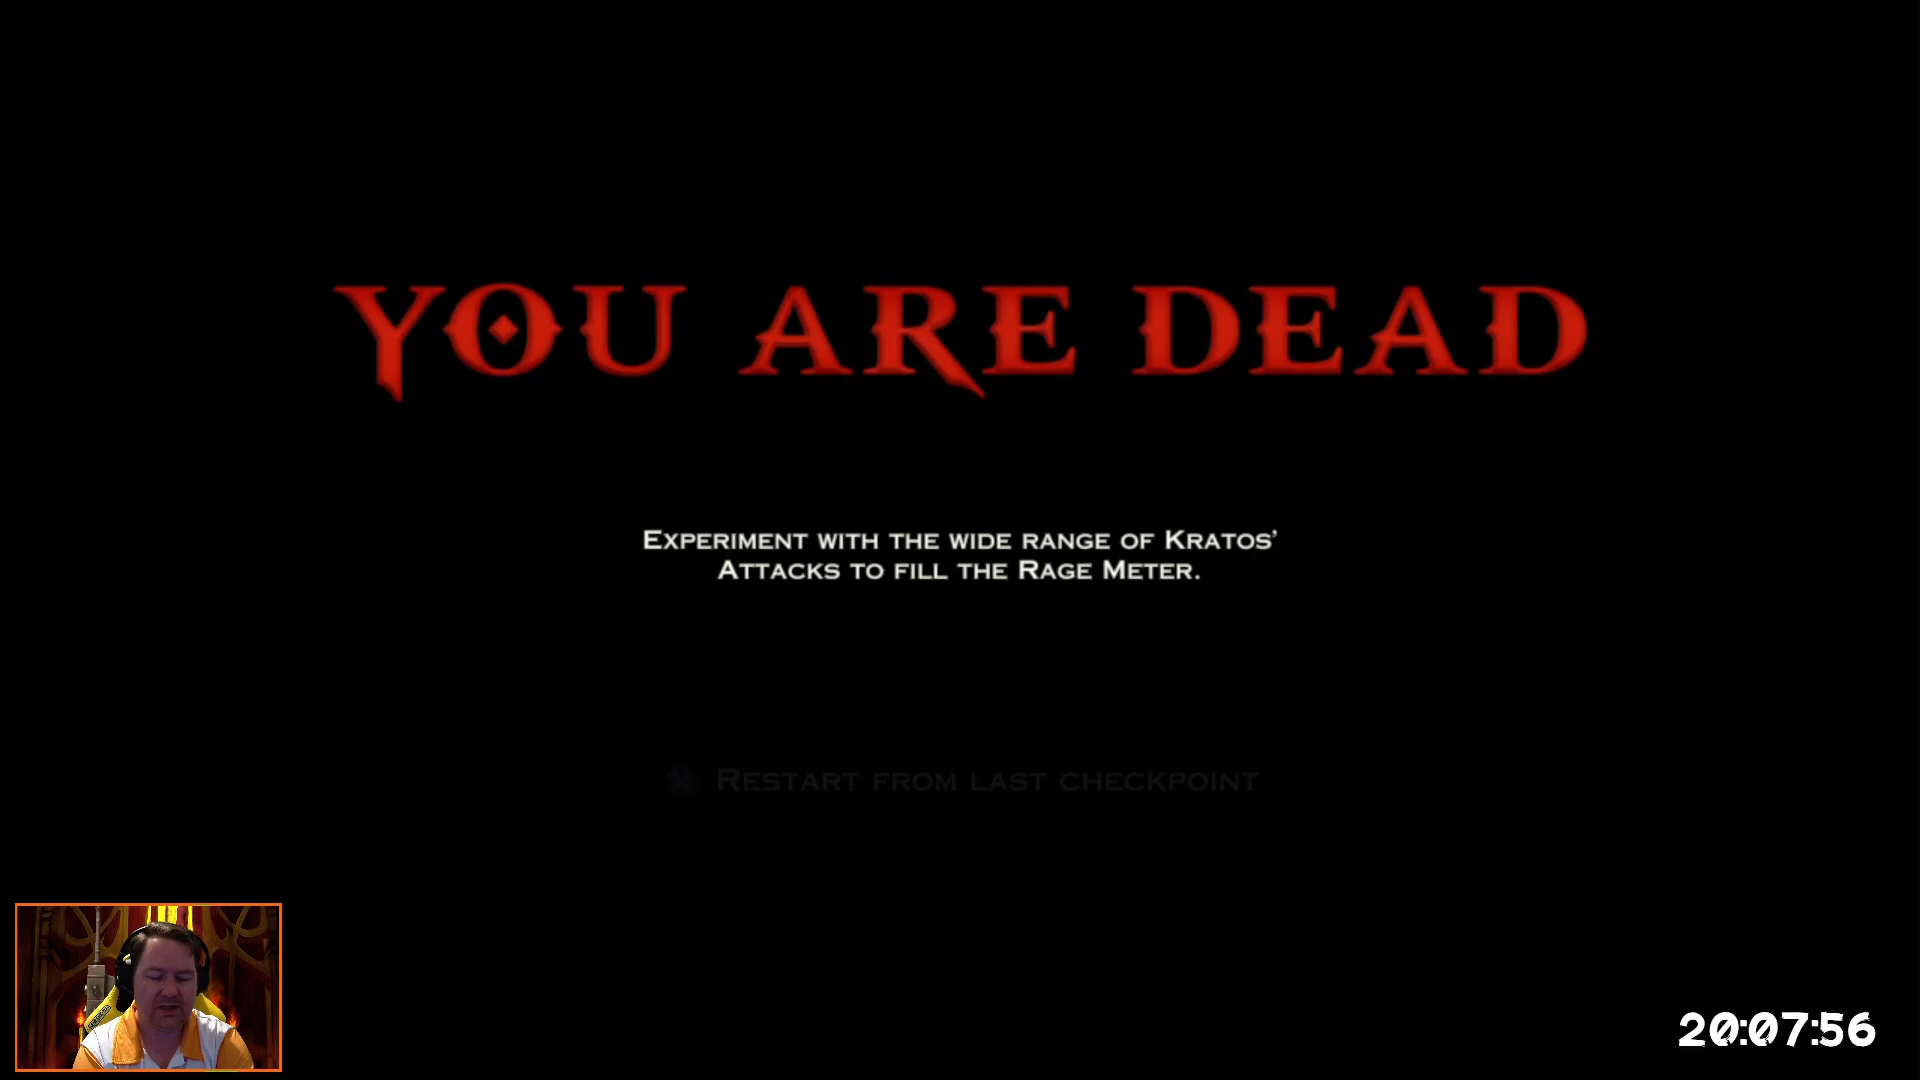 YOU ARE DEAD
EXPERIMENT WITH THE WIDE RANGE OF KRATOS'
ATTACKS TO FILL THE RAGE METER.
RESTART FROM LAST CHECKPOINT
20:07:56